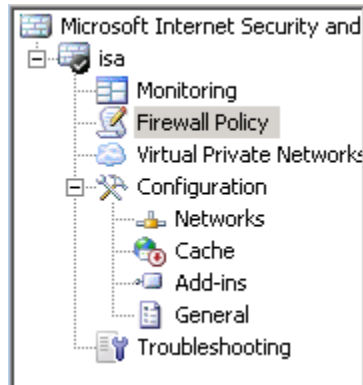 Microsoft Internet Security and
isa
Monitoring
Firewall Policy
Virtual Private Networks
Configuration
Networks
Cache
Add-ins
General
Troubleshooting